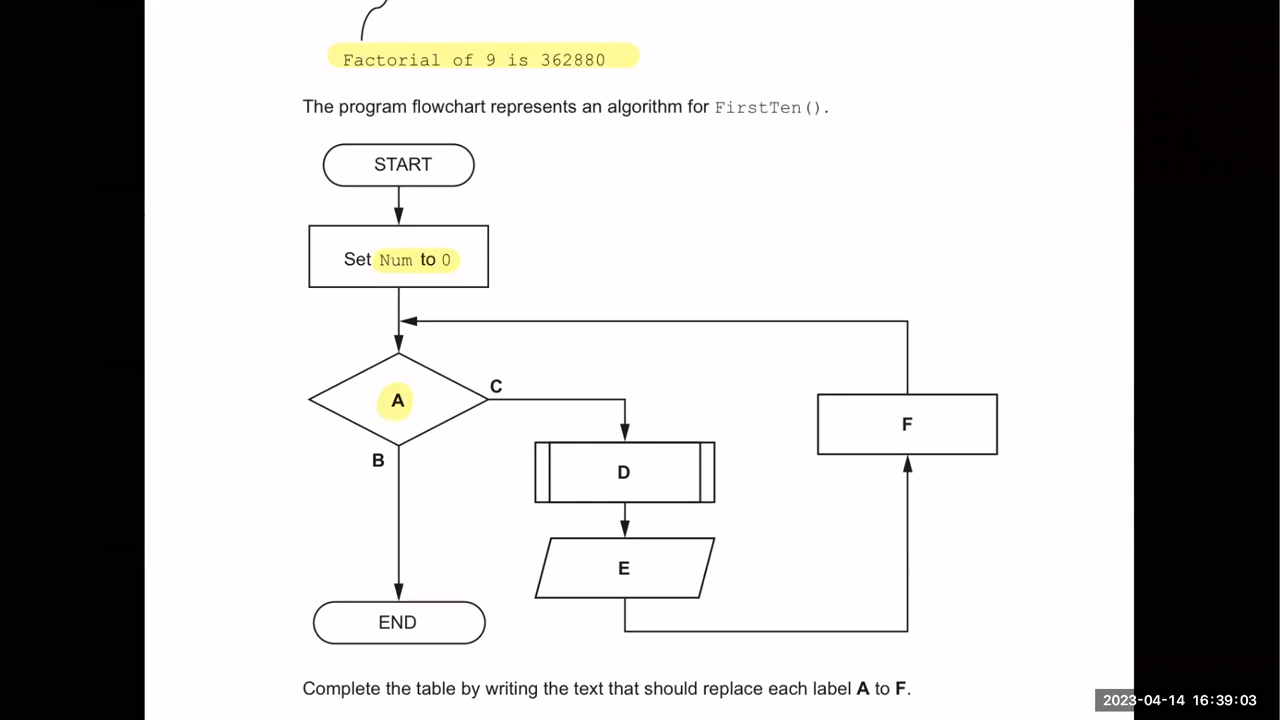 Factorial of 9 is 362880
The program flowchart represents an algorithm for FirstTen().
START
Set Num to 0
A
C
B
D
E
F
END
Complete the table by writing the text that should replace each label A to F.
2023-04-14 16:39:03